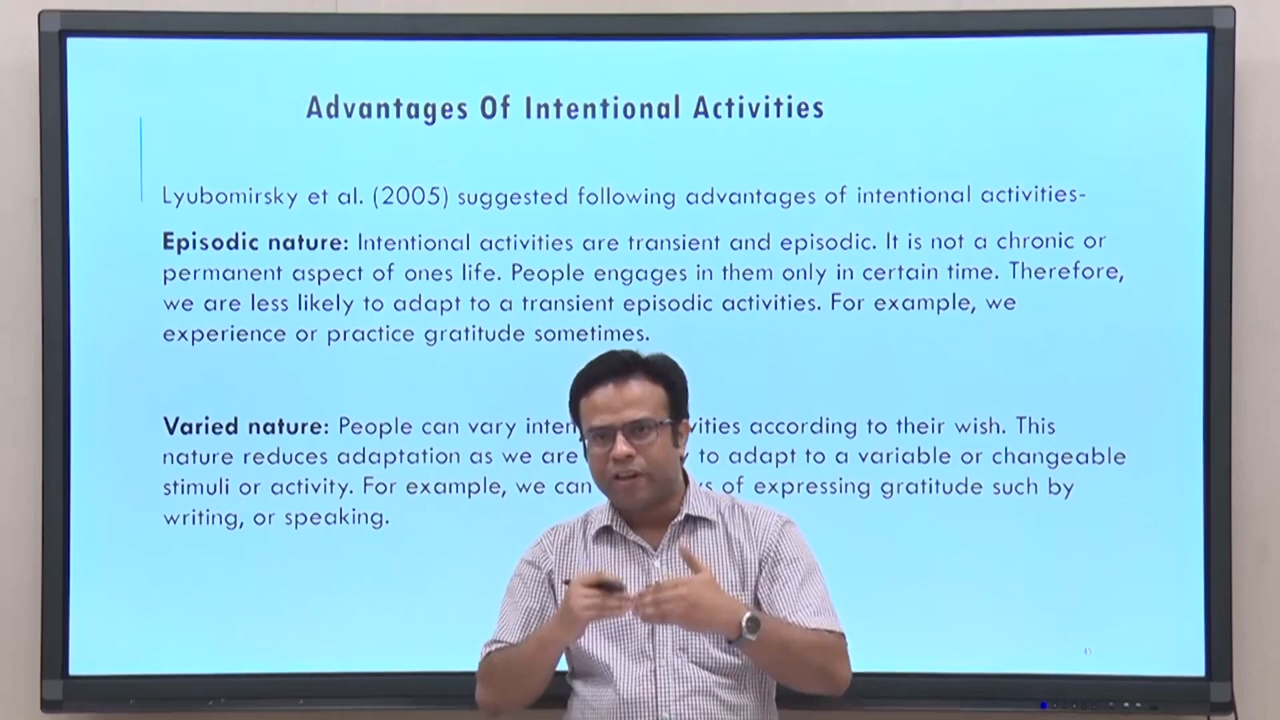 Advantages Of Intentional Activities
Lyubomirsky et al. (2005) suggested following advantages of intentional activities-
Episodic nature: Intentional activities are transient and episodic. It is not a chronic or
permanent aspect of ones life. People engages in them only in certain time. Therefore,
we are less likely to adapt to a transient episodic activities. For example, we
experience or practice gratitude sometimes.
Varied nature: People can vary according to their wish. This
nature reduces adaptation as we are to adapt to a variable or changeable
stimuli or activity. For example, we can of expressing gratitude such by
writing, or speaking.